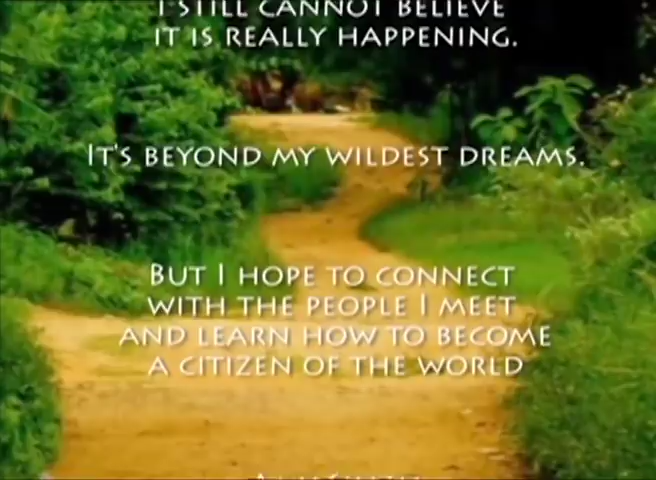 I STILL CANNOT BELIEVE
IT IS REALLY HAPPENING.
IT'S BEYOND MY WILDEST DREAMS.
BUT I HOPE TO CONNECT
WITH THE PEOPLE I MEET
AND LEARN HOW TO BECOME
A CITIZEN OF THE WORLD